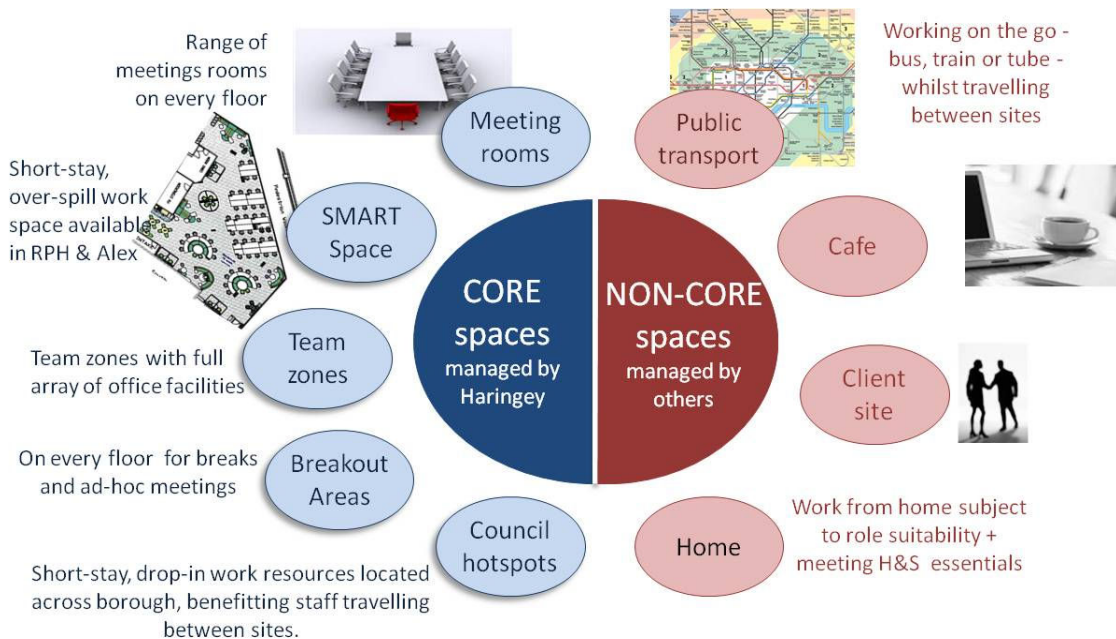 Range of
meetings rooms
on every floor
Meeting
rooms
Short-stay,
over-spill work
space available
in RPH & Alex
SMART
Space
Team zones with full
array of office facilities
Team
zones
On every floor for breaks
and ad-hoc meetings
Breakout
Areas
Council
hotspots
Short-stay, drop-in work resources located
across borough, benefitting staff travelling
between sites.
CORE
spaces
managed by
Haringey
NON-CORE
spaces
managed by
others
Public
transport
Working on the go -
bus, train or tube -
whilst travelling
between sites
Cafe
Client
site
Home
Work from home subject
to role suitability +
meeting H&S essentials